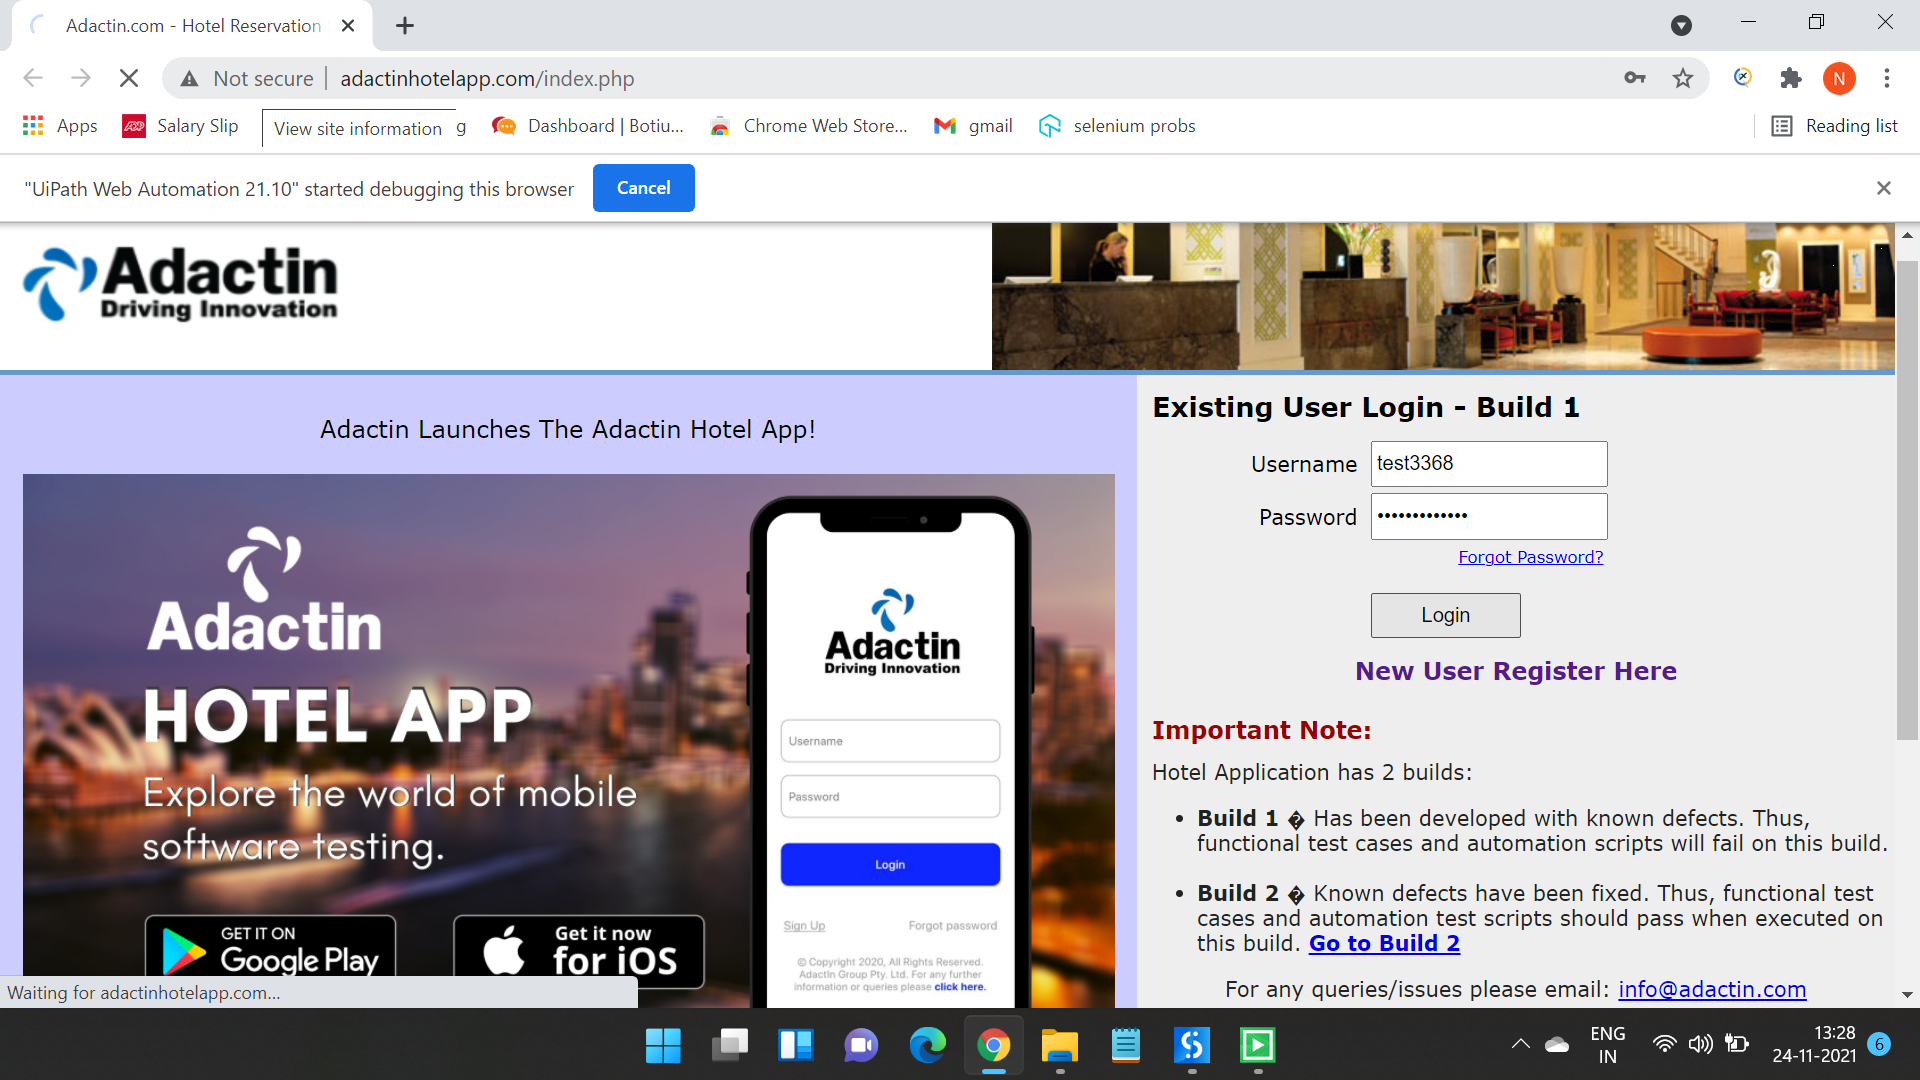 Adactin.com - Hotel Reservation
Not secure | adactinhotelapp.com/index.php
N
Apps
Salary Slip
View site information
g
Dashboard | Botiu...
Chrome Web Store...
gmail
selenium probs
Reading list
"UiPath Web Automation 21.10" started debugging this browser
Cancel
Adactin
Driving Innovation
Adactin Launches The Adactin Hotel App!
Adactin
HOTEL APP
Explore the world of mobile
software testing.
GET IT ON
Google Play
Get it now
for iOS
Adactin
Driving Innovation
Username
Password
Login
Sign Up
Forgot password
© Copyright 2020, All Rights Reserved.
AdactIn Group Pty. Ltd. For any further
information or queries please click here.
Existing User Login - Build 1
Username test3368
Password •••••••••••••
Forgot Password?
Login
New User Register Here
Important Note:
Hotel Application has 2 builds:
• Build 1 � Has been developed with known defects. Thus,
functional test cases and automation scripts will fail on this build.
• Build 2 � Known defects have been fixed. Thus, functional test
cases and automation test scripts should pass when executed on
this build. Go to Build 2
For any queries/issues please email: info@adactin.com
Waiting for adactinhotelapp.com...
ENG
IN
13:28
24-11-2021
6